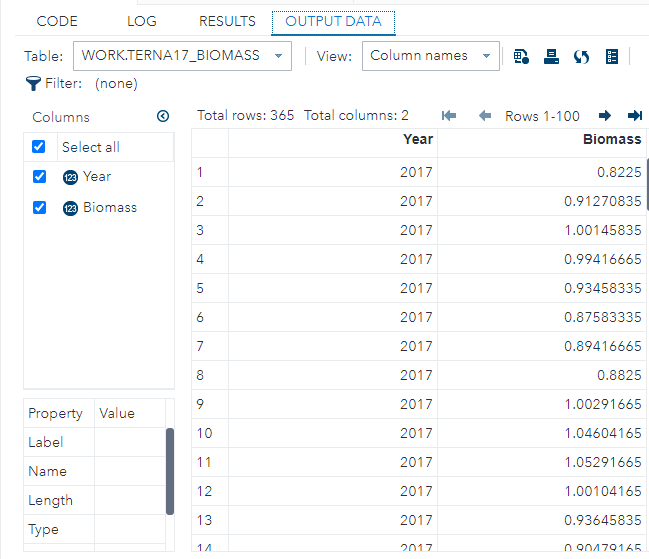 CODE LOG RESULTS OUTPUT DATA
Table: WORK.TERNA17_BIOMASS View: Column names
Filter: (none)
Columns
Select all
123 Year
123 Biomass
Property Value
Label
Name
Length
Type
Total rows: 365 Total columns: 2 Rows 1-100
Year Biomass
1 2017 0.8225
2 2017 0.91270835
3 2017 1.00145835
4 2017 0.99416665
5 2017 0.93458335
6 2017 0.87583335
7 2017 0.89416665
8 2017 0.8825
9 2017 1.00291665
10 2017 1.04604165
11 2017 1.05291665
12 2017 1.00104165
13 2017 0.93645835
14 2017 0.90479165